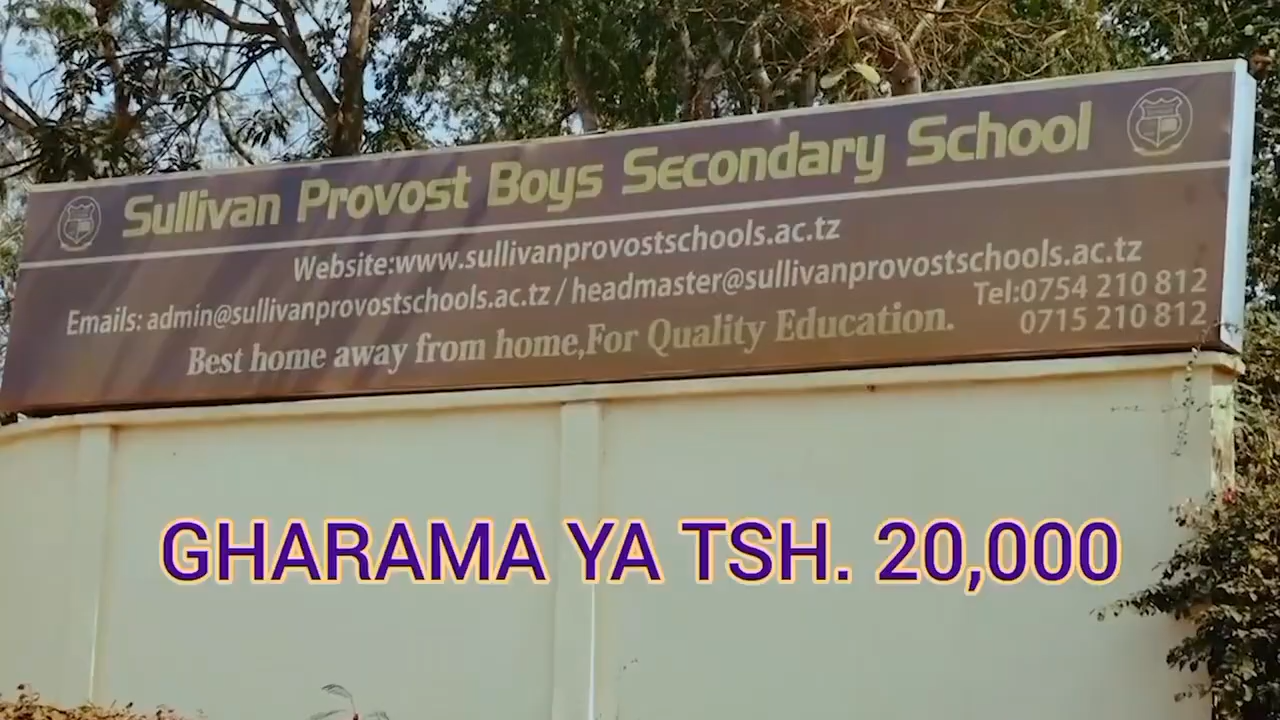 Sullivan Provost Boys Secondary School
Website:www.sullivanprovostschools.ac.tz
Emails: admin@sullivanprovostschools.ac.tz / headmaster@sullivanprovostschools.ac.tz
Tel:0754 210 812
0715 210 812
Best home away from home,For Quality Education.
GHARAMA YA TSH. 20,000